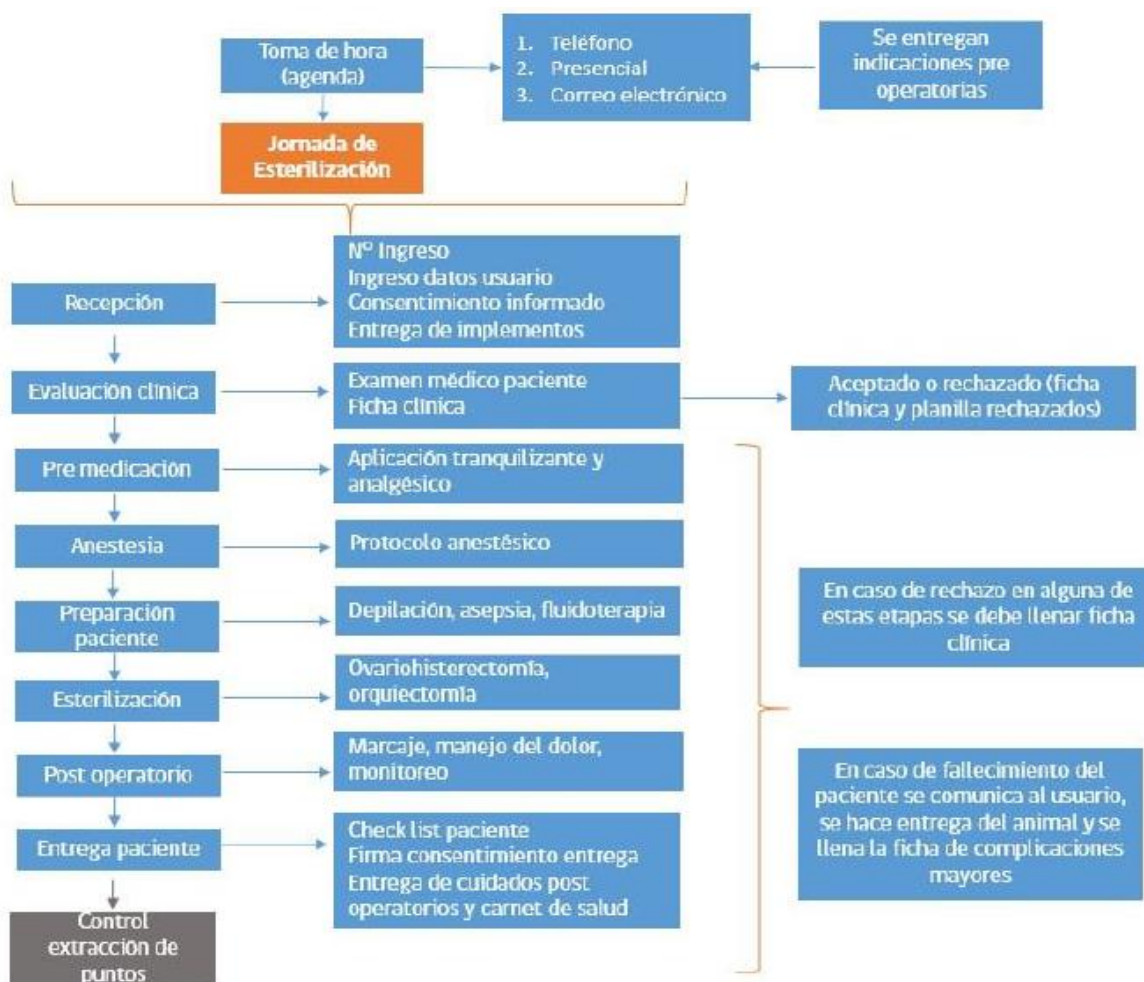 Toma de hora
(agenda)
1. Teléfono
2. Presencial
3. Correo electrónico
Se entregan
indicaciones pre
operatorias
Jornada de
Esterilización
Nº Ingreso
Ingreso datos usuario
Consentimiento informado
Entrega de implementos
Recepción
Evaluación clínica
Examen médico paciente
Ficha clínica
Aceptado o rechazado (ficha
clínica y planilla rechazados)
Pre medicación
Aplicación tranquilizante y
analgésico
Anestesia
Protocolo anestésico
Preparación
paciente
Depilación, asepsia, fluidoterapia
En caso de rechazo en alguna de
estas etapas se debe llenar ficha
clínica
Esterilización
Ovariohisterectomía,
orquiectomía
Post operatorio
Marcaje, manejo del dolor,
monitoreo
En caso de fallecimiento del
paciente se comunica al usuario,
se hace entrega del animal y se
llena la ficha de complicaciones
mayores
Entrega paciente
Check list paciente
Firma consentimiento entrega
Entrega de cuidados post
operatorios y carnet de salud
Control
extracción de
puntos